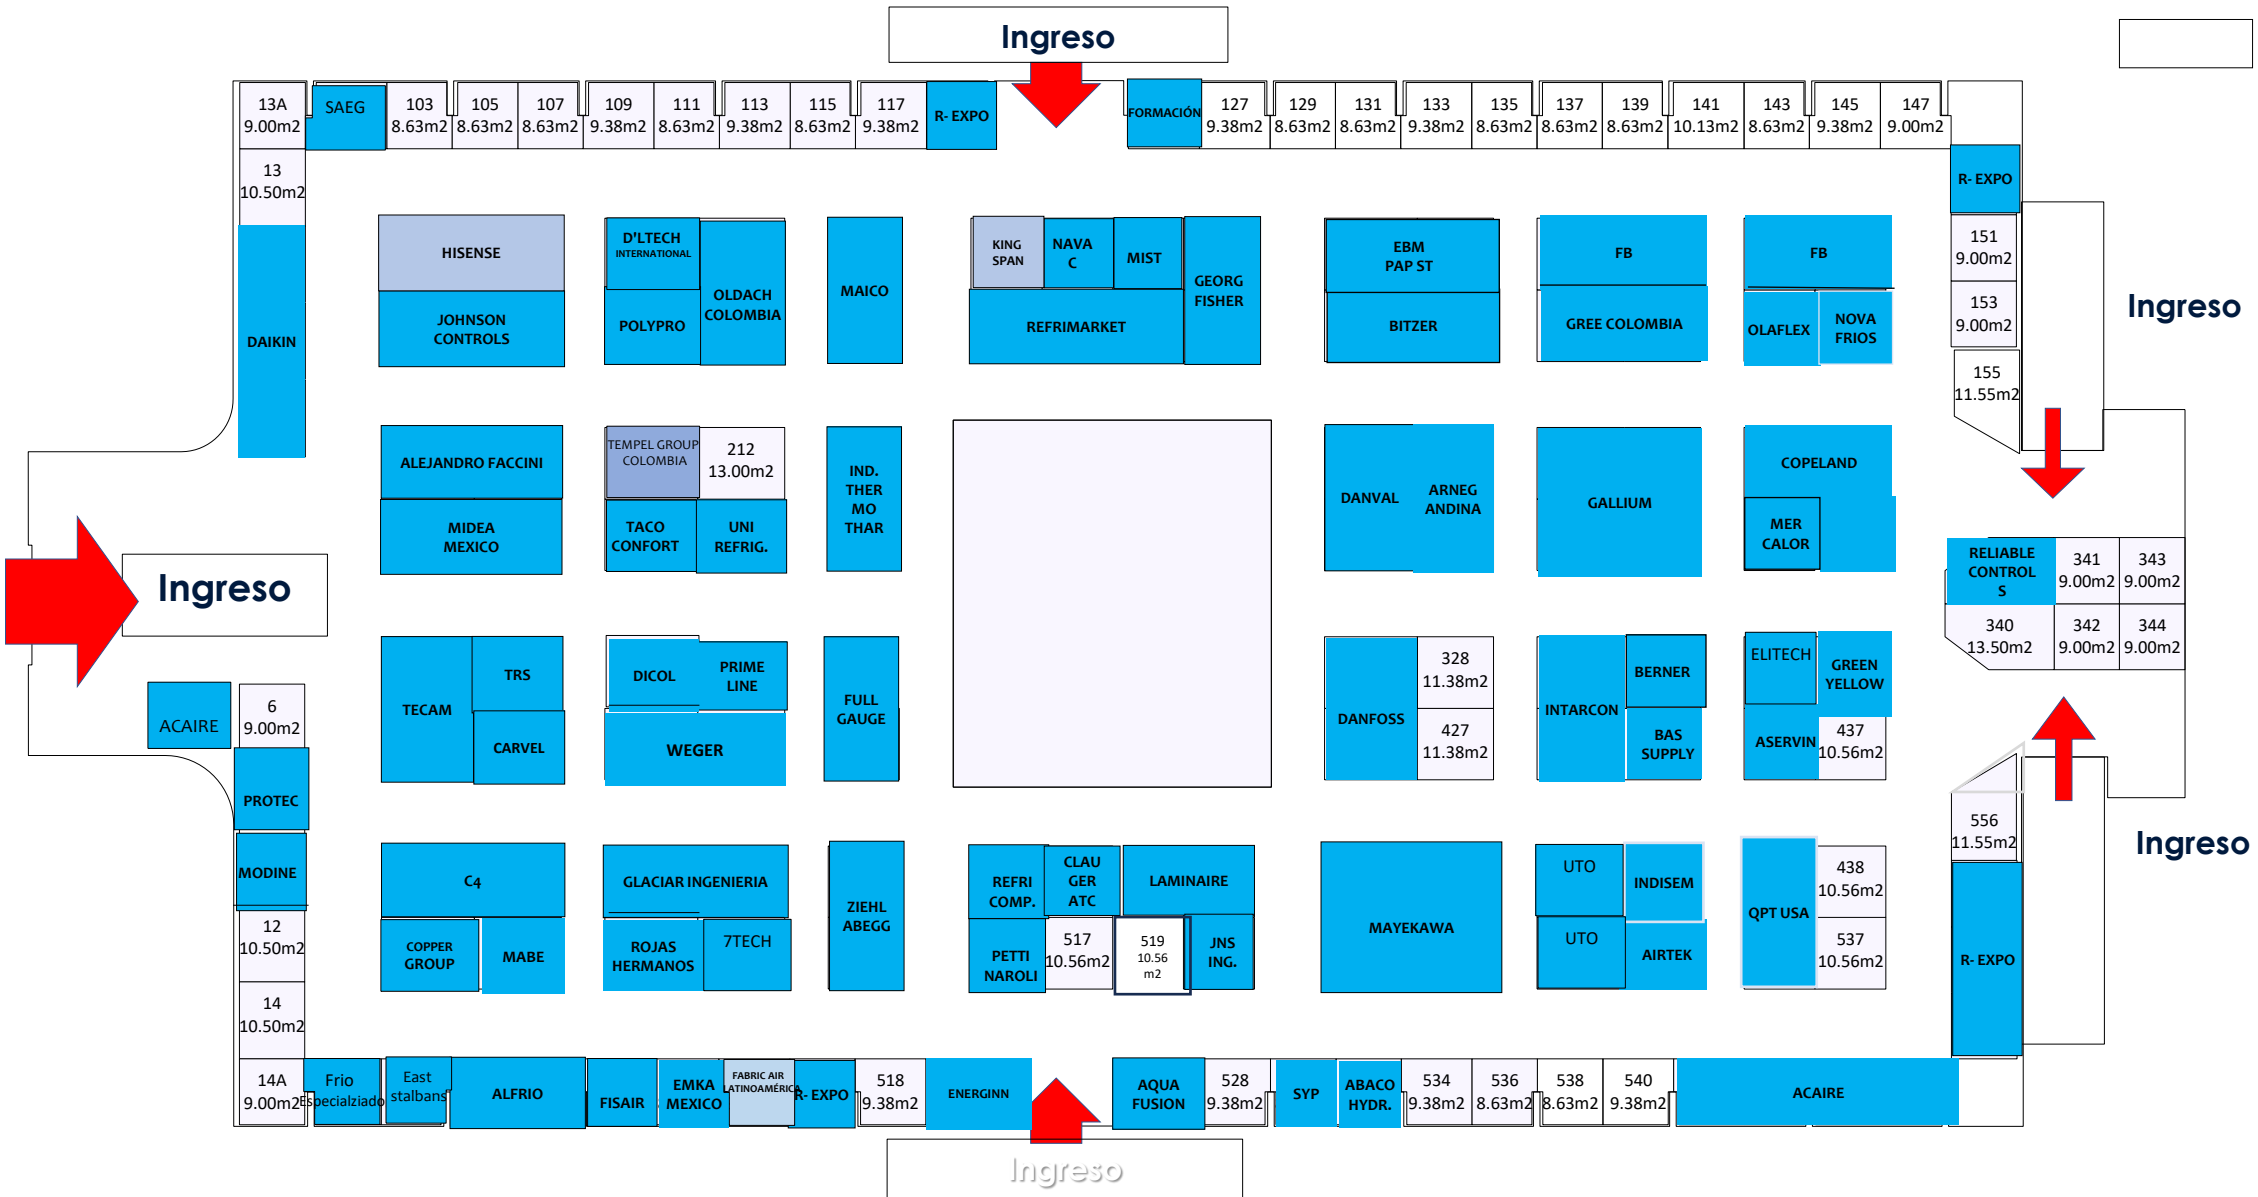 Ingreso
13A
9.00m2
SAEG
103
8.63m2
105
8.63m2
107
8.63m2
109
9.38m2
111
8.63m2
113
9.38m2
115
8.63m2
117
9.38m2
R- EXPO
FORMACIÓN
127
9.38m2
129
8.63m2
131
8.63m2
133
9.38m2
135
8.63m2
137
8.63m2
139
8.63m2
141
10.13m2
143
8.63m2
145
9.38m2
147
9.00m2
13
10.50m2
R- EXPO
HISENSE
D'LTECH
INTERNATIONAL
OLDACH
COLOMBIA
MAICO
KING
SPAN
NAVA
C
MIST
GEORG
FISHER
EBM
PAP ST
FB
FB
151
9.00m2
DAIKIN
JOHNSON
CONTROLS
POLYPRO
REFRIMARKET
BITZER
GREE COLOMBIA
OLAFLEX
NOVA
FRIOS
153
9.00m2
Ingreso
155
11.55m2
ALEJANDRO FACCINI
TEMPEL GROUP
COLOMBIA
212
13.00m2
IND.
THER
MO
THAR
DANVAL
ARNEG
ANDINA
GALLIUM
COPELAND
MIDEA
MEXICO
TACO
CONFORT
UNI
REFRIG.
MER
CALOR
RELIABLE
CONTROL
S
341
9.00m2
343
9.00m2
Ingreso
340
13.50m2
342
9.00m2
344
9.00m2
TECAM
TRS
DICOL
PRIME
LINE
FULL
GAUGE
DANFOSS
328
11.38m2
INTARCON
BERNER
ELITECH
GREEN
YELLOW
ACAIRE
6
9.00m2
CARVEL
WEGER
427
11.38m2
BAS
SUPPLY
ASERVIN
437
10.56m2
PROTEC
556
11.55m2
Ingreso
MODINE
C4
GLACIAR INGENIERIA
ZIEHL
ABEGG
REFRI
COMP.
CLAU
GER
ATC
LAMINAIRE
MAYEKAWA
UTO
INDISEM
QPT USA
438
10.56m2
12
10.50m2
COPPER
GROUP
MABE
ROJAS
HERMANOS
7TECH
PETTI
NAROLI
517
10.56m2
519
10.56
m2
JNS
ING.
UTO
AIRTEK
537
10.56m2
R- EXPO
14
10.50m2
14A
9.00m2
Frio
Especialziado
East
stalbans
ALFRIO
FISAIR
EMKA
MEXICO
FABRIC AIR
LATINOAMÉRICA
R- EXPO
518
9.38m2
ENERGINN
AQUA
FUSION
528
9.38m2
SYP
ABACO
HYDR.
534
9.38m2
536
8.63m2
538
8.63m2
540
9.38m2
ACAIRE
Ingreso